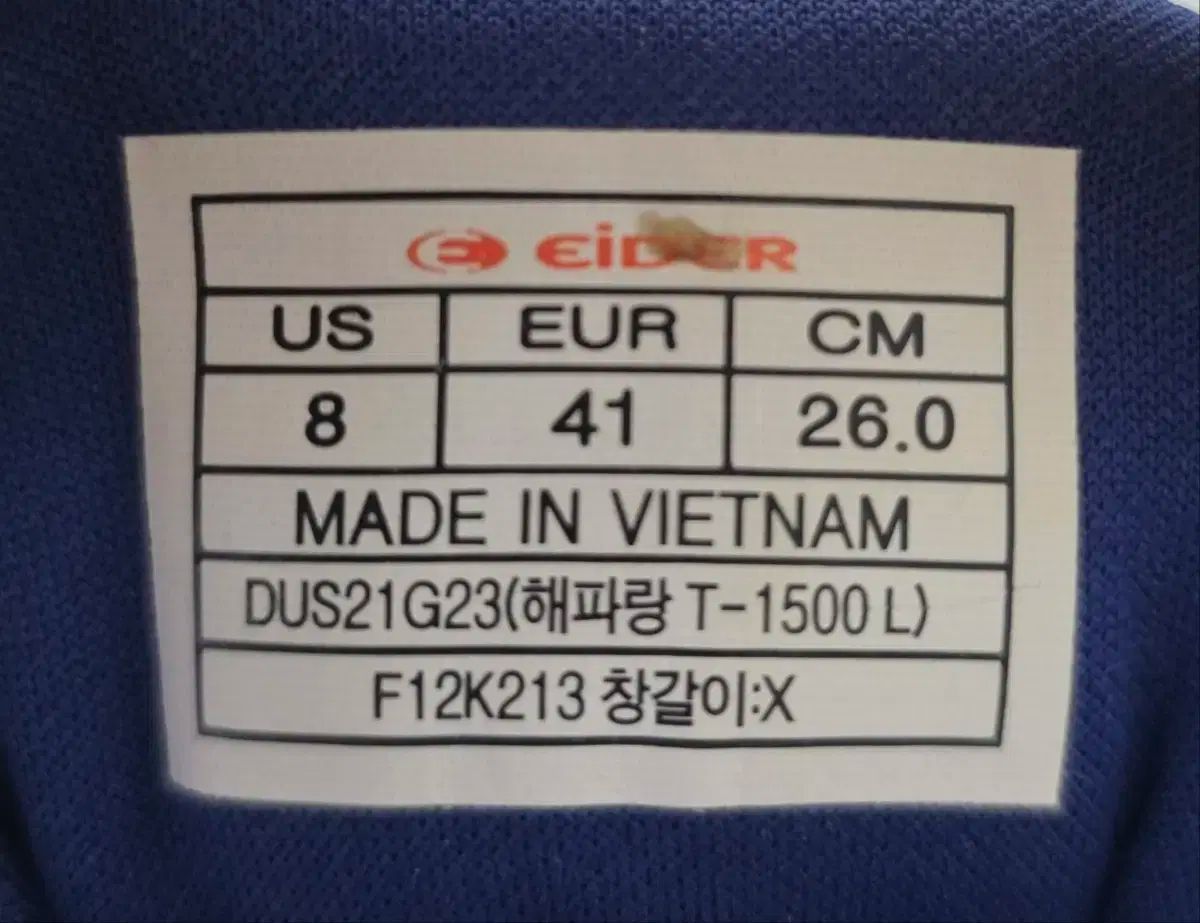 EiDER
US EUR CM
8 41 26.0
MADE IN VIETNAM
DUS21G23(해파랑 T-1500 L)
F12K213 창갈이:X